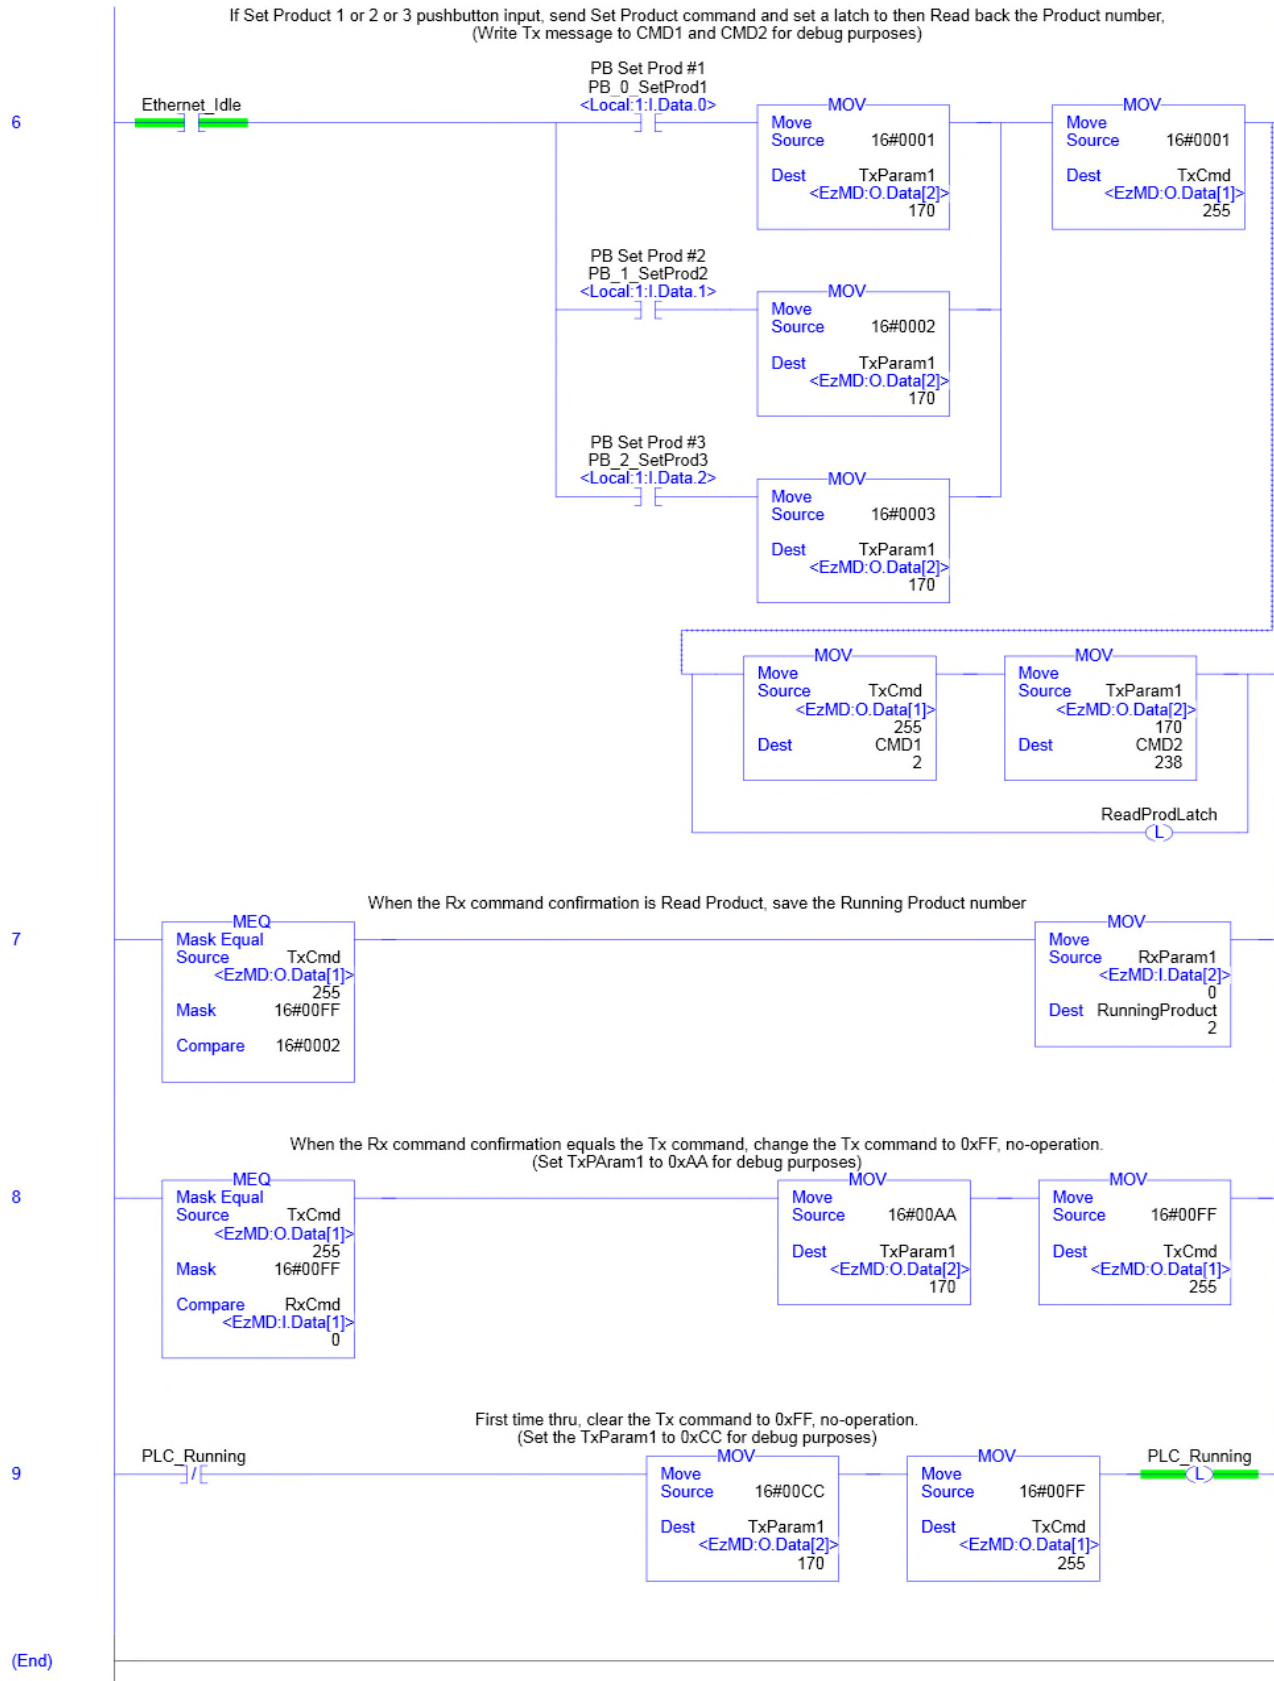 If Set Product 1 or 2 or 3 pushbutton input, send Set Product command and set a latch to then Read back the Product number,
(Write Tx message to CMD1 and CMD2 for debug purposes)
6
Ethernet_Idle
PB Set Prod #1
PB_0_SetProd1
<Local:1:I.Data.0>
MOV
Move
Source 16#0001
Dest TxParam1
<EzMD:O.Data[2]>
170
MOV
Move
Source 16#0001
Dest TxCmd
<EzMD:O.Data[1]>
255
PB Set Prod #2
PB_1_SetProd2
<Local:1:I.Data.1>
MOV
Move
Source 16#0002
Dest TxParam1
<EzMD:O.Data[2]>
170
PB Set Prod #3
PB_2_SetProd3
<Local:1:I.Data.2>
MOV
Move
Source 16#0003
Dest TxParam1
<EzMD:O.Data[2]>
170
MOV
Move
Source TxCmd
<EzMD:O.Data[1]>
255
Dest CMD1
2
MOV
Move
Source TxParam1
<EzMD:O.Data[2]>
170
Dest CMD2
238
ReadProdLatch
L
When the Rx command confirmation is Read Product, save the Running Product number
7
MEQ
Mask Equal
Source TxCmd
<EzMD:O.Data[1]>
255
Mask 16#00FF
Compare 16#0002
MOV
Move
Source RxParam1
<EzMD:I.Data[2]>
0
Dest RunningProduct
2
When the Rx command confirmation equals the Tx command, change the Tx command to 0xFF, no-operation.
(Set TxPAram1 to 0xAA for debug purposes)
8
MEQ
Mask Equal
Source TxCmd
<EzMD:O.Data[1]>
255
Mask 16#00FF
Compare RxCmd
<EzMD:I.Data[1]>
0
MOV
Move
Source 16#00AA
Dest TxParam1
<EzMD:O.Data[2]>
170
MOV
Move
Source 16#00FF
Dest TxCmd
<EzMD:O.Data[1]>
255
First time thru, clear the Tx command to 0xFF, no-operation.
(Set the TxParam1 to 0xCC for debug purposes)
9
PLC_Running
MOV
Move
Source 16#00CC
Dest TxParam1
<EzMD:O.Data[2]>
170
MOV
Move
Source 16#00FF
Dest TxCmd
<EzMD:O.Data[1]>
255
PLC_Running
L
(End)